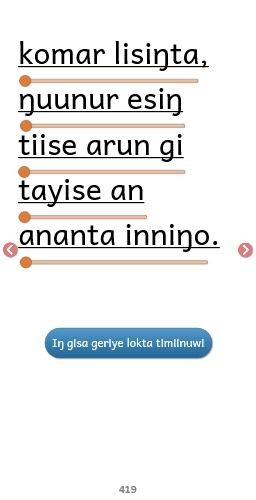 komar lisiŋta,
ŋuunur esiŋ
tiise arun gi
tayise an
ananta inniŋo.
Iŋ gisa geriye lokta timiinuwi
419